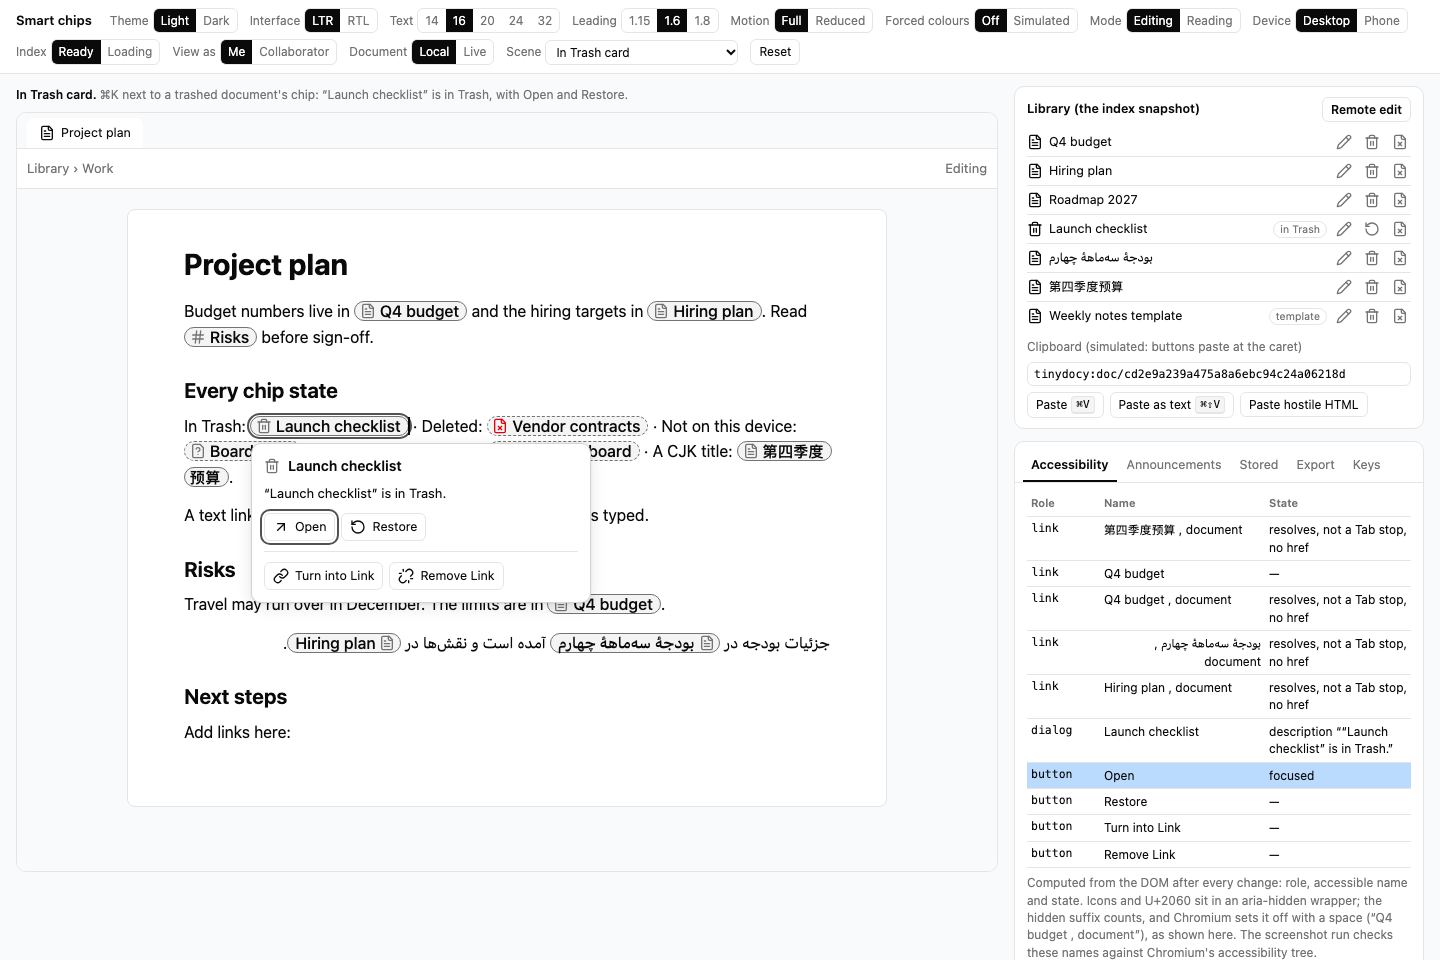 Smart chips Theme Light Dark Interface LTR RTL Text 14 16 20 24 32 Leading 1.15 1.6 1.8 Motion Full Reduced Forced colours Off Simulated Mode Editing Reading Device Desktop Phone
Index Ready Loading View as Me Collaborator Document Local Live Scene In Trash card Reset
In Trash card. ⌘K next to a trashed document's chip: “Launch checklist” is in Trash, with Open and Restore.
Project plan
Library › Work Editing
Project plan
Budget numbers live in Q4 budget and the hiring targets in Hiring plan. Read
# Risks before sign-off.
Every chip state
In Trash: Launch checklist · Deleted: Vendor contracts · Not on this device:
Board board · A CJK title: 第四季度
预算.
Launch checklist
“Launch checklist” is in Trash.
Open Restore
Turn into Link Remove Link
A text link s typed.
Risks
Travel may run over in December. The limits are in Q4 budget.
جزئیات بودجه در بودجهٔ سه‌ماههٔ چهارم آمده است و نقش‌ها در Hiring plan.
Next steps
Add links here:
Library (the index snapshot) Remote edit
Q4 budget
Hiring plan
Roadmap 2027
Launch checklist in Trash
بودجهٔ سه‌ماههٔ چهارم
第四季度预算
Weekly notes template template
Clipboard (simulated: buttons paste at the caret)
tinydocy:doc/cd2e9a239a475a8a6ebc94c24a06218d
Paste ⌘V Paste as text ⌘⇧V Paste hostile HTML
Accessibility Announcements Stored Export Keys
Role Name State
link 第四季度预算 , document resolves, not a Tab stop,
no href
link Q4 budget —
link Q4 budget , document resolves, not a Tab stop,
no href
link بودجهٔ سه‌ماههٔ چهارم , resolves, not a Tab stop,
document no href
link Hiring plan , document resolves, not a Tab stop,
no href
dialog Launch checklist description ““Launch
checklist” is in Trash.”
button Open focused
button Restore —
button Turn into Link —
button Remove Link —
Computed from the DOM after every change: role, accessible name
and state. Icons and U+2060 sit in an aria-hidden wrapper; the
hidden suffix counts, and Chromium sets it off with a space (“Q4
budget , document”), as shown here. The screenshot run checks
these names against Chromium's accessibility tree.